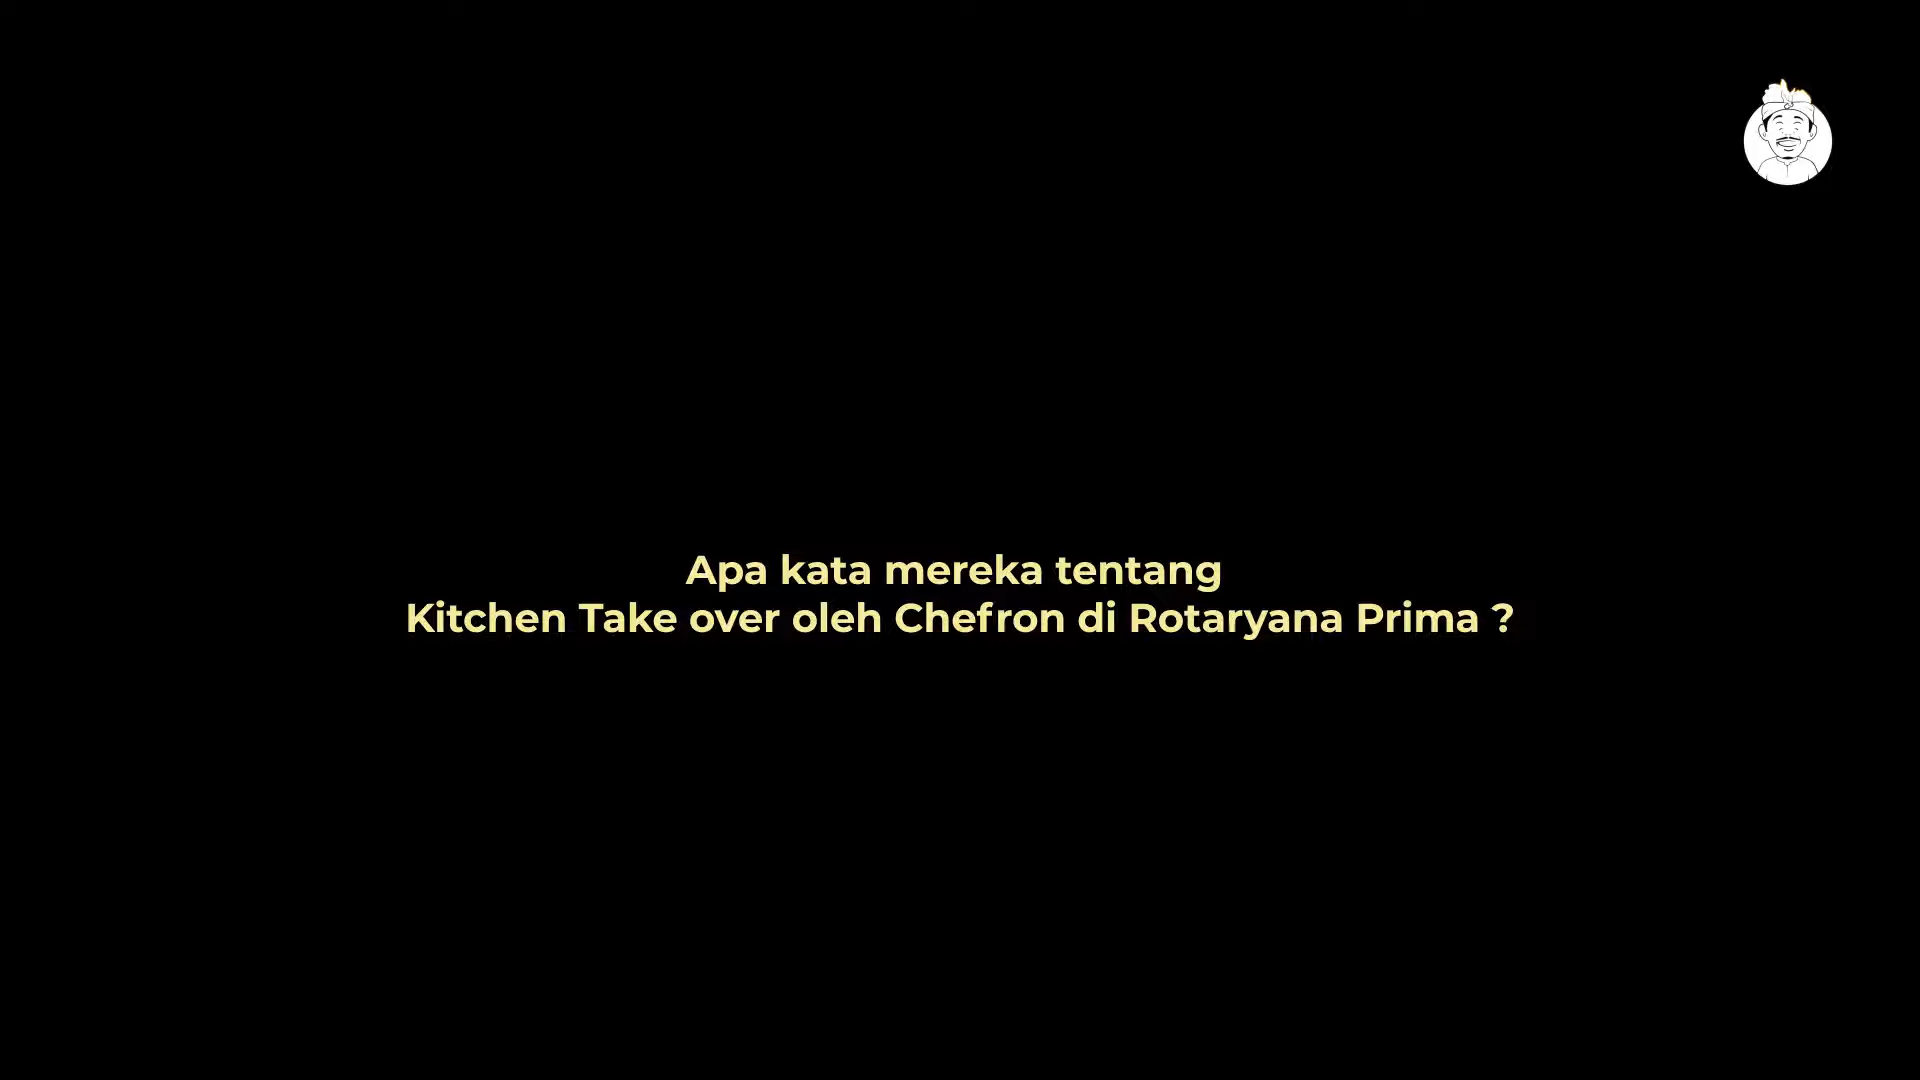 Apa kata mereka tentang
Kitchen Take over oleh Chefron di Rotaryana Prima ?